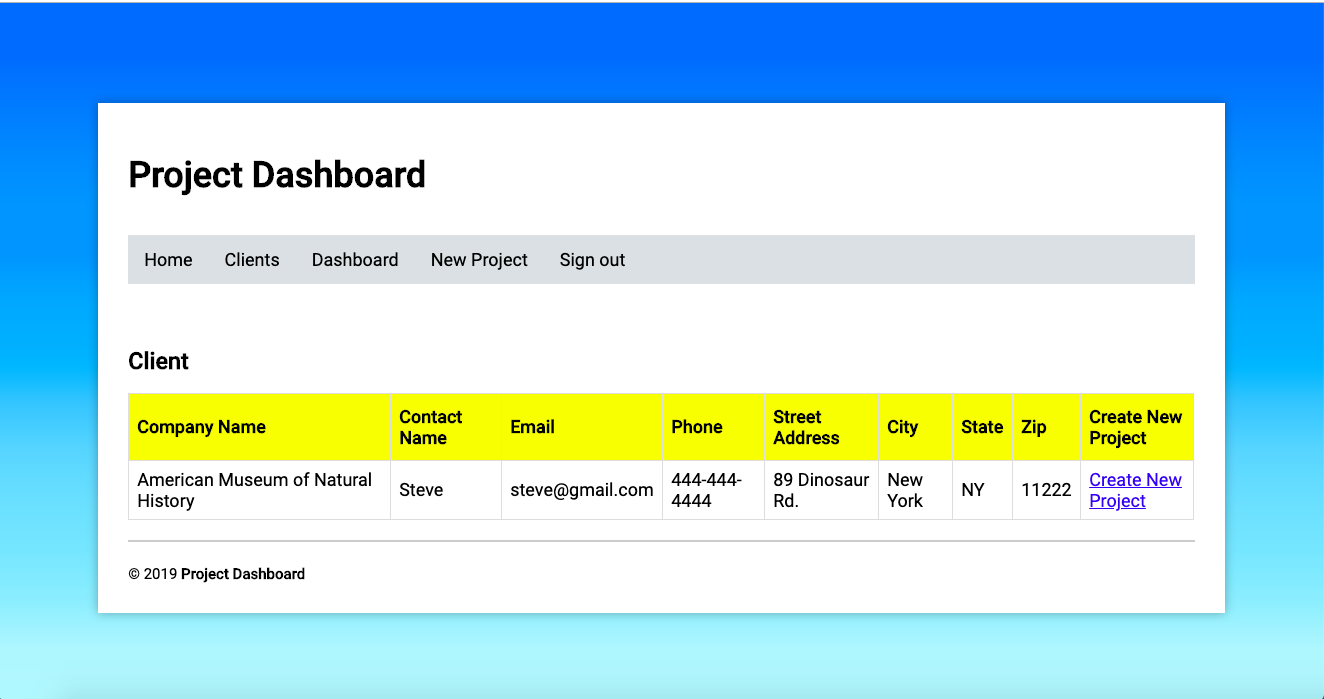 Project Dashboard
Home Clients Dashboard New Project Sign out
Client
Company Name
Contact
Name
Email
Phone
Street
Address
City
State
Zip
Create New
Project
American Museum of Natural
History
Steve
steve@gmail.com
444-444-
4444
89 Dinosaur
Rd.
New
York
NY
11222
Create New
Project
© 2019 Project Dashboard